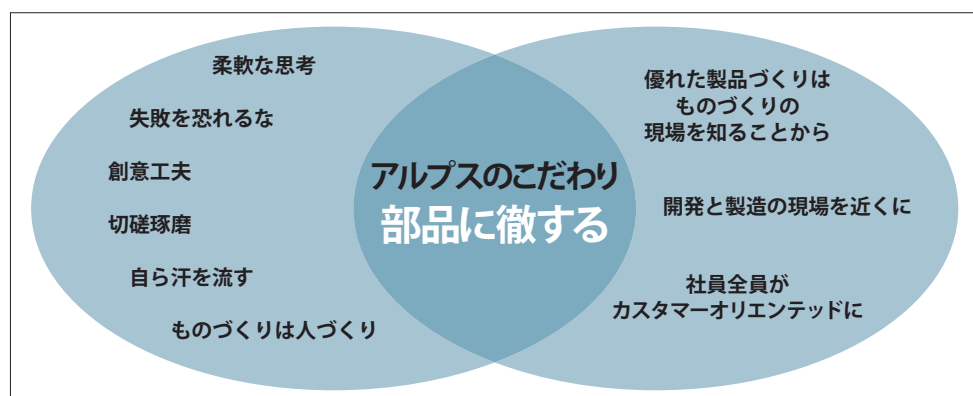 柔軟な思考
失敗を恐れるな
創意工夫
切磋琢磨
自ら汗を流す
ものづくりは人づくり
アルプスのこだわり
部品に徹する
優れた製品づくりは
ものづくりの
現場を知ることから
開発と製造の現場を近くに
社員全員が
カスタマーオリエンテッドに